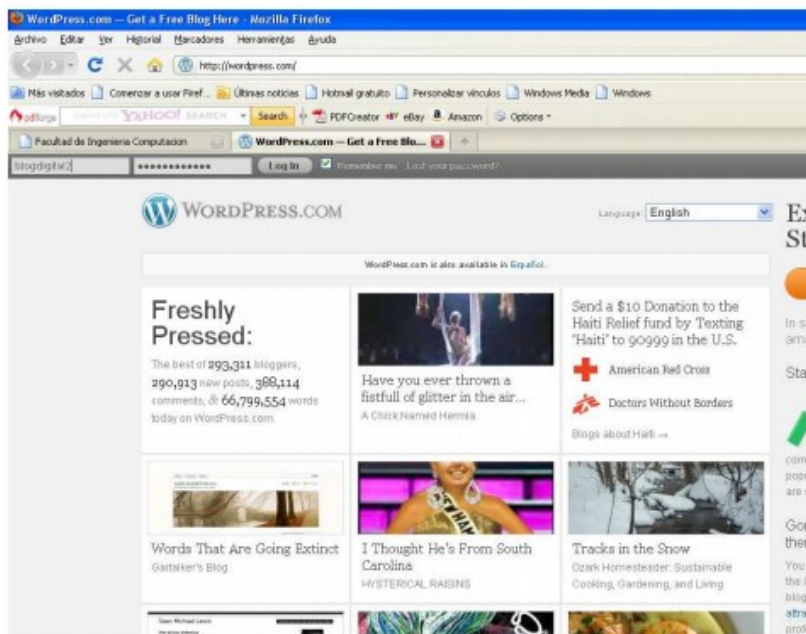 WordPress.com — Get a Free Blog Here - Mozilla Firefox
Archivo Editar Ver Historial Marcadores Herramientas Ayuda
http://wordpress.com/
Más visitados Comenzar a usar Firef... Últimas noticias Hotmail gratuito Personalizar vínculos Windows Media Windows
pdfforge YAHOO! SEARCH Search PDFCreator eBay Amazon Options
Facultad de Ingenieria Computacion WordPress.com — Get a Free Blo...
blogdigital2 Log In Remember me Lost your password?
WORDPRESS.COM Language: English
WordPress.com is also available in Español.
Freshly
Pressed:
The best of 293,311 bloggers,
290,913 new posts, 388,114
comments, & 66,799,554 words
today on WordPress.com.
Have you ever thrown a
fistfull of glitter in the air...
A Chick Named Hermia
Send a $10 Donation to the
Haiti Relief fund by Texting
"Haiti" to 90999 in the U.S.
American Red Cross
Doctors Without Borders
Blogs about Haiti →
Words That Are Going Extinct
Gartalker's Blog
I Thought He's From South
Carolina
HYSTERICAL RAISINS
Tracks in the Snow
Ozark Homesteader: Sustainable
Cooking, Gardening, and Living
Sean Michael Lewis